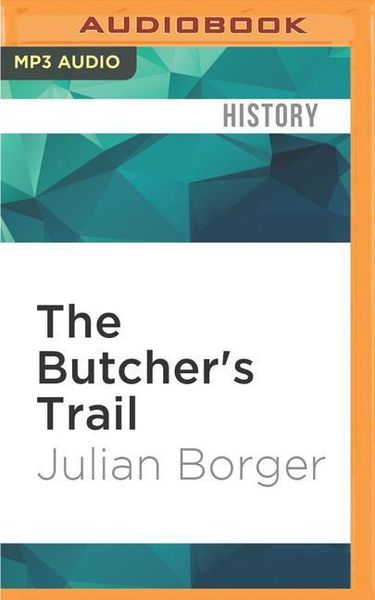 AUDIOBOOK
MP3 AUDIO
HISTORY
The
Butcher's
Trail
Julian Borger